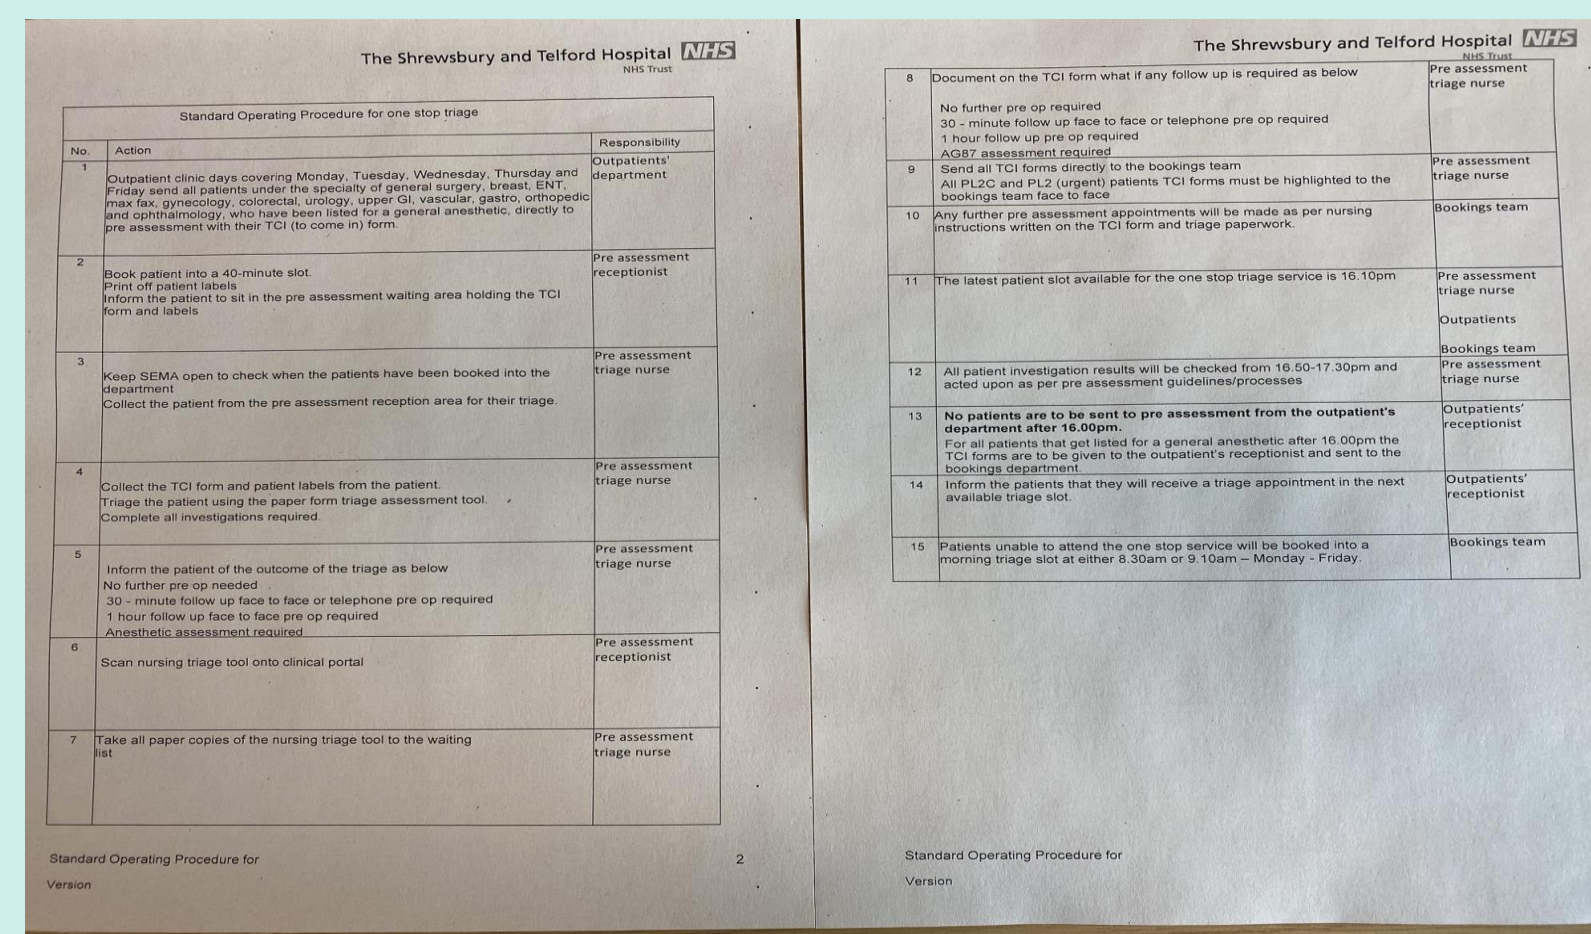 The Shrewsbury and Telford Hospital NHS
NHS Trust
Standard Operating Procedure for one stop triage
No. Action Responsibility
1 Outpatients'
department
Outpatient clinic days covering Monday, Tuesday, Wednesday, Thursday and
Friday send all patients under the specialty of general surgery, breast, ENT,
max fax, gynecology, colorectal, urology, upper GI, vascular, gastro, orthopedic
and ophthalmology, who have been listed for a general anesthetic, directly to
pre assessment with their TCI (to come in) form.
2 Pre assessment
receptionist
Book patient into a 40-minute slot.
Print off patient labels
Inform the patient to sit in the pre assessment waiting area holding the TCI
form and labels
3 Pre assessment
triage nurse
Keep SEMA open to check when the patients have been booked into the
department
Collect the patient from the pre assessment reception area for their triage.
4 Pre assessment
triage nurse
Collect the TCI form and patient labels from the patient.
Triage the patient using the paper form triage assessment tool.
Complete all investigations required.
5 Pre assessment
triage nurse
Inform the patient of the outcome of the triage as below
No further pre op needed
30 - minute follow up face to face or telephone pre op required
1 hour follow up face to face pre op required
Anesthetic assessment required
6 Pre assessment
receptionist
Scan nursing triage tool onto clinical portal
7 Take all paper copies of the nursing triage tool to the waiting
list
Pre assessment
triage nurse
Standard Operating Procedure for 2
Version
The Shrewsbury and Telford Hospital NHS
NHS Trust
8 Document on the TCI form what if any follow up is required as below
Pre assessment
triage nurse
No further pre op required
30 - minute follow up face to face or telephone pre op required
1 hour follow up pre op required
AG87 assessment required
9 Send all TCI forms directly to the bookings team
All PL2C and PL2 (urgent) patients TCI forms must be highlighted to the
bookings team face to face
Pre assessment
triage nurse
10 Any further pre assessment appointments will be made as per nursing
instructions written on the TCI form and triage paperwork.
Bookings team
11 The latest patient slot available for the one stop triage service is 16.10pm
Pre assessment
triage nurse
Outpatients
Bookings team
12 All patient investigation results will be checked from 16.50-17.30pm and
acted upon as per pre assessment guidelines/processes
Pre assessment
triage nurse
13 No patients are to be sent to pre assessment from the outpatient's
department after 16.00pm.
For all patients that get listed for a general anesthetic after 16.00pm the
TCI forms are to be given to the outpatient's receptionist and sent to the
bookings department.
Outpatients'
receptionist
14 Inform the patients that they will receive a triage appointment in the next
available triage slot.
Outpatients'
receptionist
15 Patients unable to attend the one stop service will be booked into a
morning triage slot at either 8.30am or 9.10am – Monday - Friday.
Bookings team
Standard Operating Procedure for
Version